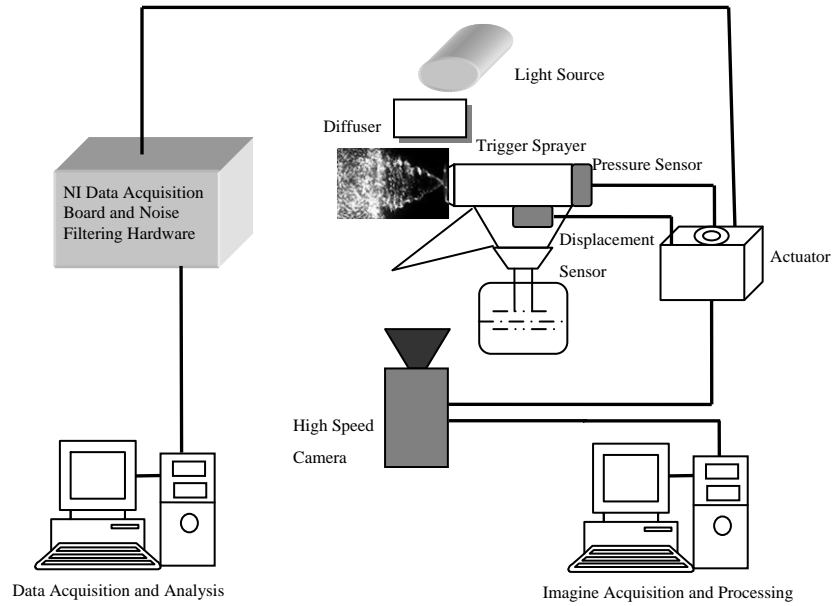 Light Source
Diffuser
Trigger Sprayer
Pressure Sensor
NI Data Acquisition
Board and Noise
Filtering Hardware
Displacement
Sensor
Actuator
High Speed
Camera
Data Acquisition and Analysis
Imagine Acquisition and Processing